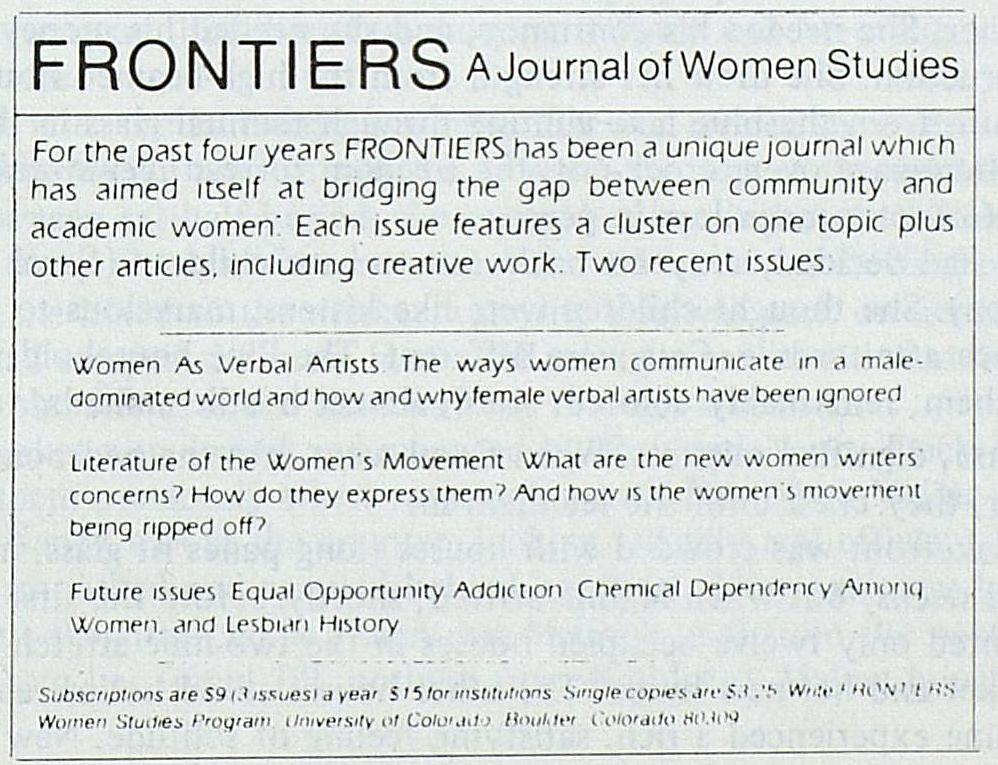 FRONTIERS A Journal of Women Studies
For the past four years FRONTIERS has been a unique journal which
has aimed itself at bridging the gap between community and
academic women. Each issue features a cluster on one topic plus
other articles, including creative work. Two recent issues:
Women As Verbal Artists The ways women communicate in a male-
dominated world and how and why female verbal artists have been ignored
Literature of the Women's Movement What are the new women writers'
concerns? How do they express them? And how is the women's movement
being ripped off?
Future issues Equal Opportunity Addiction Chemical Dependency Among
Women, and Lesbian History
Subscriptions are $9 (3 issues) a year, $15 for institutions. Single copies are $3.25. Write FRONTIERS
Women Studies Program, University of Colorado, Boulder, Colorado 80309